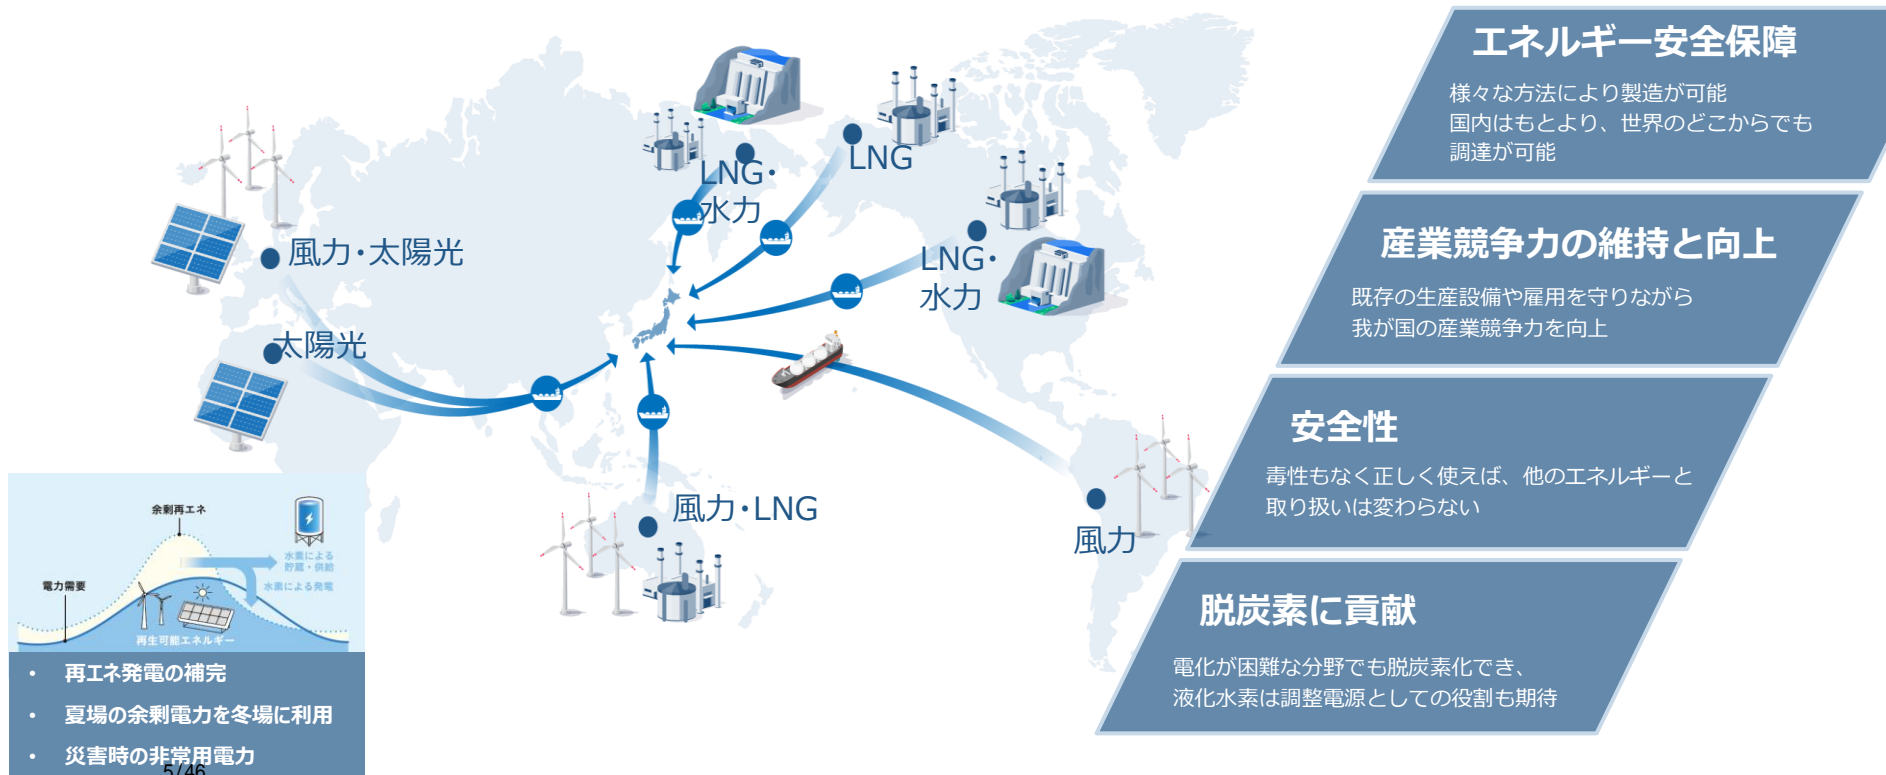 LNG・
水力
LNG
LNG・
水力
風力・太陽光
太陽光
風力・LNG
風力
エネルギー安全保障
様々な方法により製造が可能
国内はもとより、世界のどこからでも
調達が可能
産業競争力の維持と向上
既存の生産設備や雇用を守りながら
我が国の産業競争力を向上
安全性
毒性もなく正しく使えば、他のエネルギーと
取り扱いは変わらない
脱炭素に貢献
電化が困難な分野でも脱炭素化でき、
液化水素は調整電源としての役割も期待
余剰再エネ
水素による
貯蔵・供給
電力需要
水素による発電
再生可能エネルギー
・ 再エネ発電の補完
・ 夏場の余剰電力を冬場に利用
・ 災害時の非常用電力
5/46